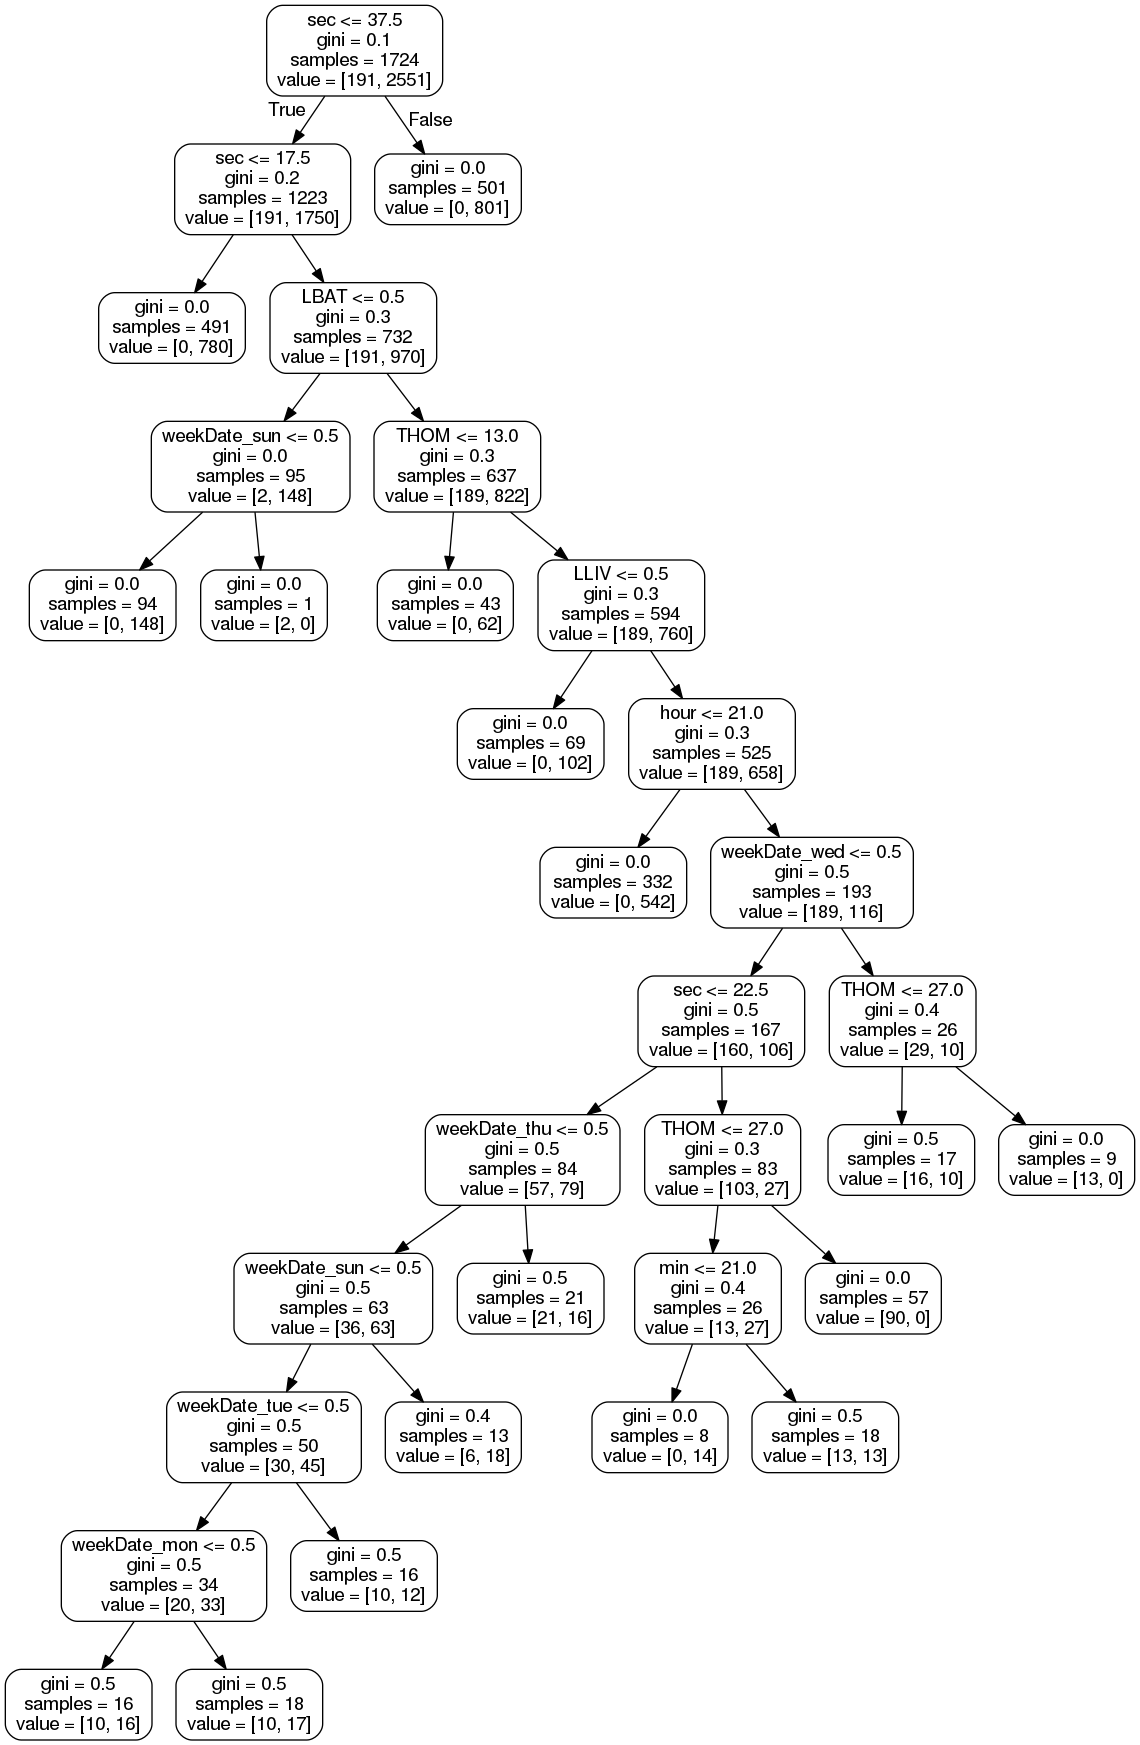 sec <= 37.5
gini = 0.1
samples = 1724
value = [191, 2551]
True
False
sec <= 17.5
gini = 0.2
samples = 1223
value = [191, 1750]
gini = 0.0
samples = 501
value = [0, 801]
gini = 0.0
samples = 491
value = [0, 780]
LBAT <= 0.5
gini = 0.3
samples = 732
value = [191, 970]
weekDate_sun <= 0.5
gini = 0.0
samples = 95
value = [2, 148]
THOM <= 13.0
gini = 0.3
samples = 637
value = [189, 822]
gini = 0.0
samples = 94
value = [0, 148]
gini = 0.0
samples = 1
value = [2, 0]
gini = 0.0
samples = 43
value = [0, 62]
LLIV <= 0.5
gini = 0.3
samples = 594
value = [189, 760]
gini = 0.0
samples = 69
value = [0, 102]
hour <= 21.0
gini = 0.3
samples = 525
value = [189, 658]
gini = 0.0
samples = 332
value = [0, 542]
weekDate_wed <= 0.5
gini = 0.5
samples = 193
value = [189, 116]
sec <= 22.5
gini = 0.5
samples = 167
value = [160, 106]
THOM <= 27.0
gini = 0.4
samples = 26
value = [29, 10]
weekDate_thu <= 0.5
gini = 0.5
samples = 84
value = [57, 79]
THOM <= 27.0
gini = 0.3
samples = 83
value = [103, 27]
gini = 0.5
samples = 17
value = [16, 10]
gini = 0.0
samples = 9
value = [13, 0]
weekDate_sun <= 0.5
gini = 0.5
samples = 63
value = [36, 63]
gini = 0.5
samples = 21
value = [21, 16]
min <= 21.0
gini = 0.4
samples = 26
value = [13, 27]
gini = 0.0
samples = 57
value = [90, 0]
weekDate_tue <= 0.5
gini = 0.5
samples = 50
value = [30, 45]
gini = 0.4
samples = 13
value = [6, 18]
gini = 0.0
samples = 8
value = [0, 14]
gini = 0.5
samples = 18
value = [13, 13]
weekDate_mon <= 0.5
gini = 0.5
samples = 34
value = [20, 33]
gini = 0.5
samples = 16
value = [10, 12]
gini = 0.5
samples = 16
value = [10, 16]
gini = 0.5
samples = 18
value = [10, 17]